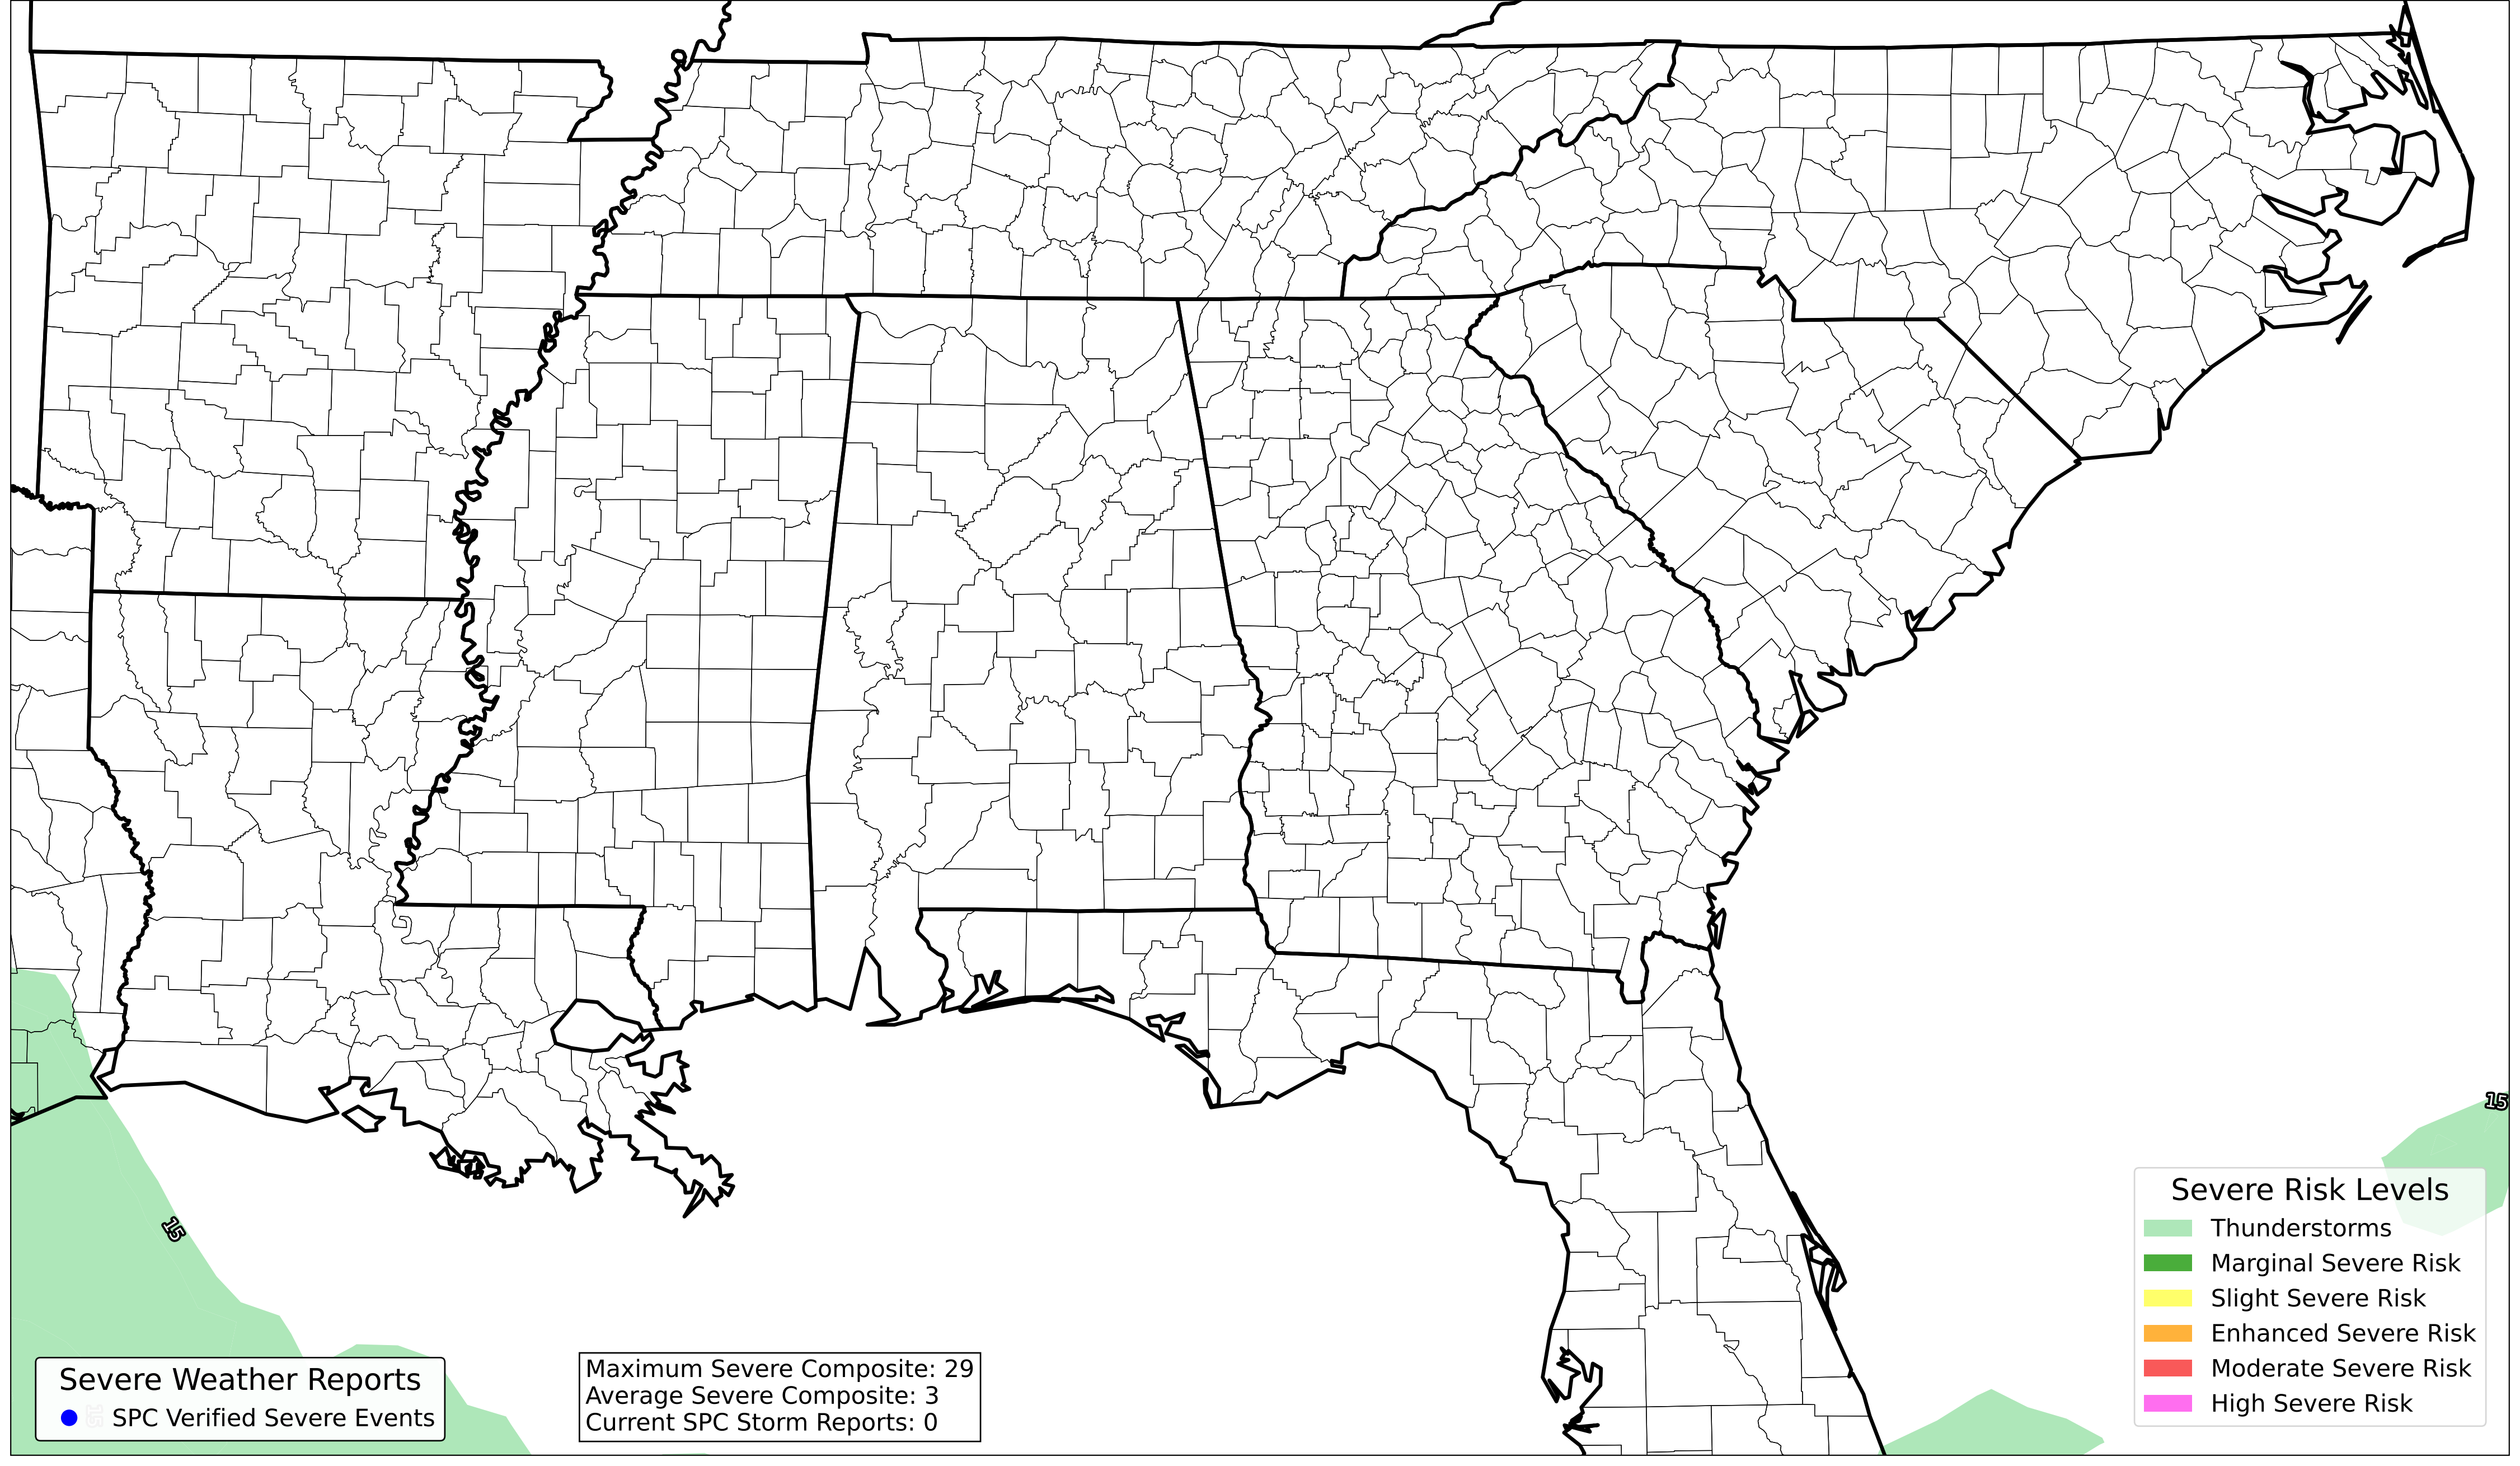 15
15
Severe Risk Levels
Thunderstorms
Marginal Severe Risk
Slight Severe Risk
Enhanced Severe Risk
Moderate Severe Risk
High Severe Risk
Severe Weather Reports
15
SPC Verified Severe Events
Maximum Severe Composite: 29
Average Severe Composite: 3
Current SPC Storm Reports: 0